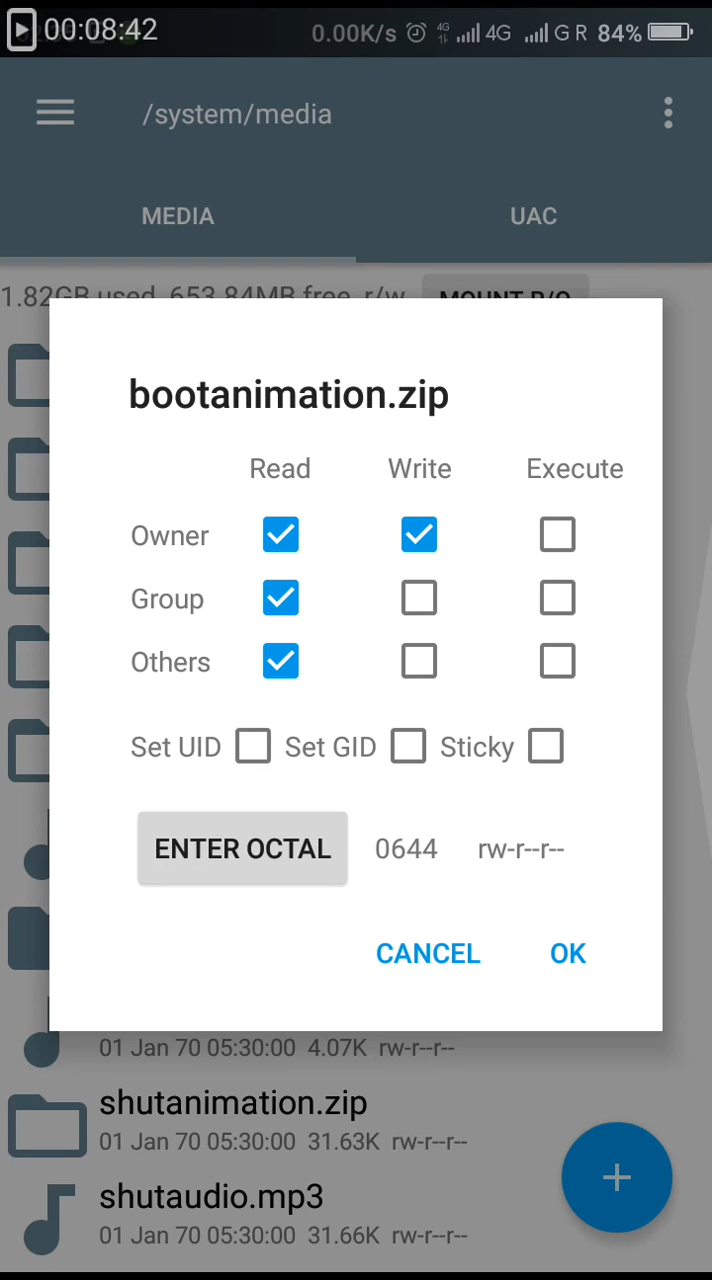 00:08:42 0.00K/s 4G 4G G R 84%
/system/media
MEDIA UAC
1.82GB used, 653.84MB free, r/w MOUNT R/O
bootanimation.zip
Read Write Execute
Owner
Group
Others
Set UID Set GID Sticky
ENTER OCTAL 0644 rw-r--r--
CANCEL OK
01 Jan 70 05:30:00 4.07K rw-r--r--
shutanimation.zip
01 Jan 70 05:30:00 31.63K rw-r--r--
shutaudio.mp3
01 Jan 70 05:30:00 31.66K rw-r--r--